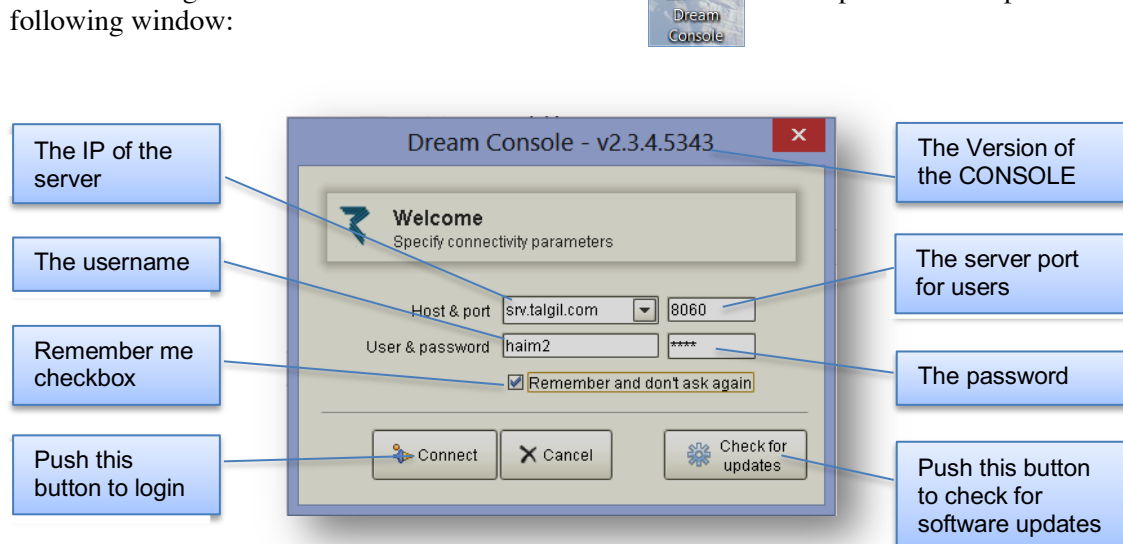 following window:
Dream
Console
Dream Console - v2.3.4.5343
The IP of the
server
The Version of
the CONSOLE
Welcome
Specify connectivity parameters
The username
The server port
for users
Host & port srv.talgil.com 8060
User & password haim2 ****
Remember me
checkbox
Remember and don't ask again
The password
Connect
Cancel
Check for
updates
Push this
button to login
Push this button
to check for
software updates